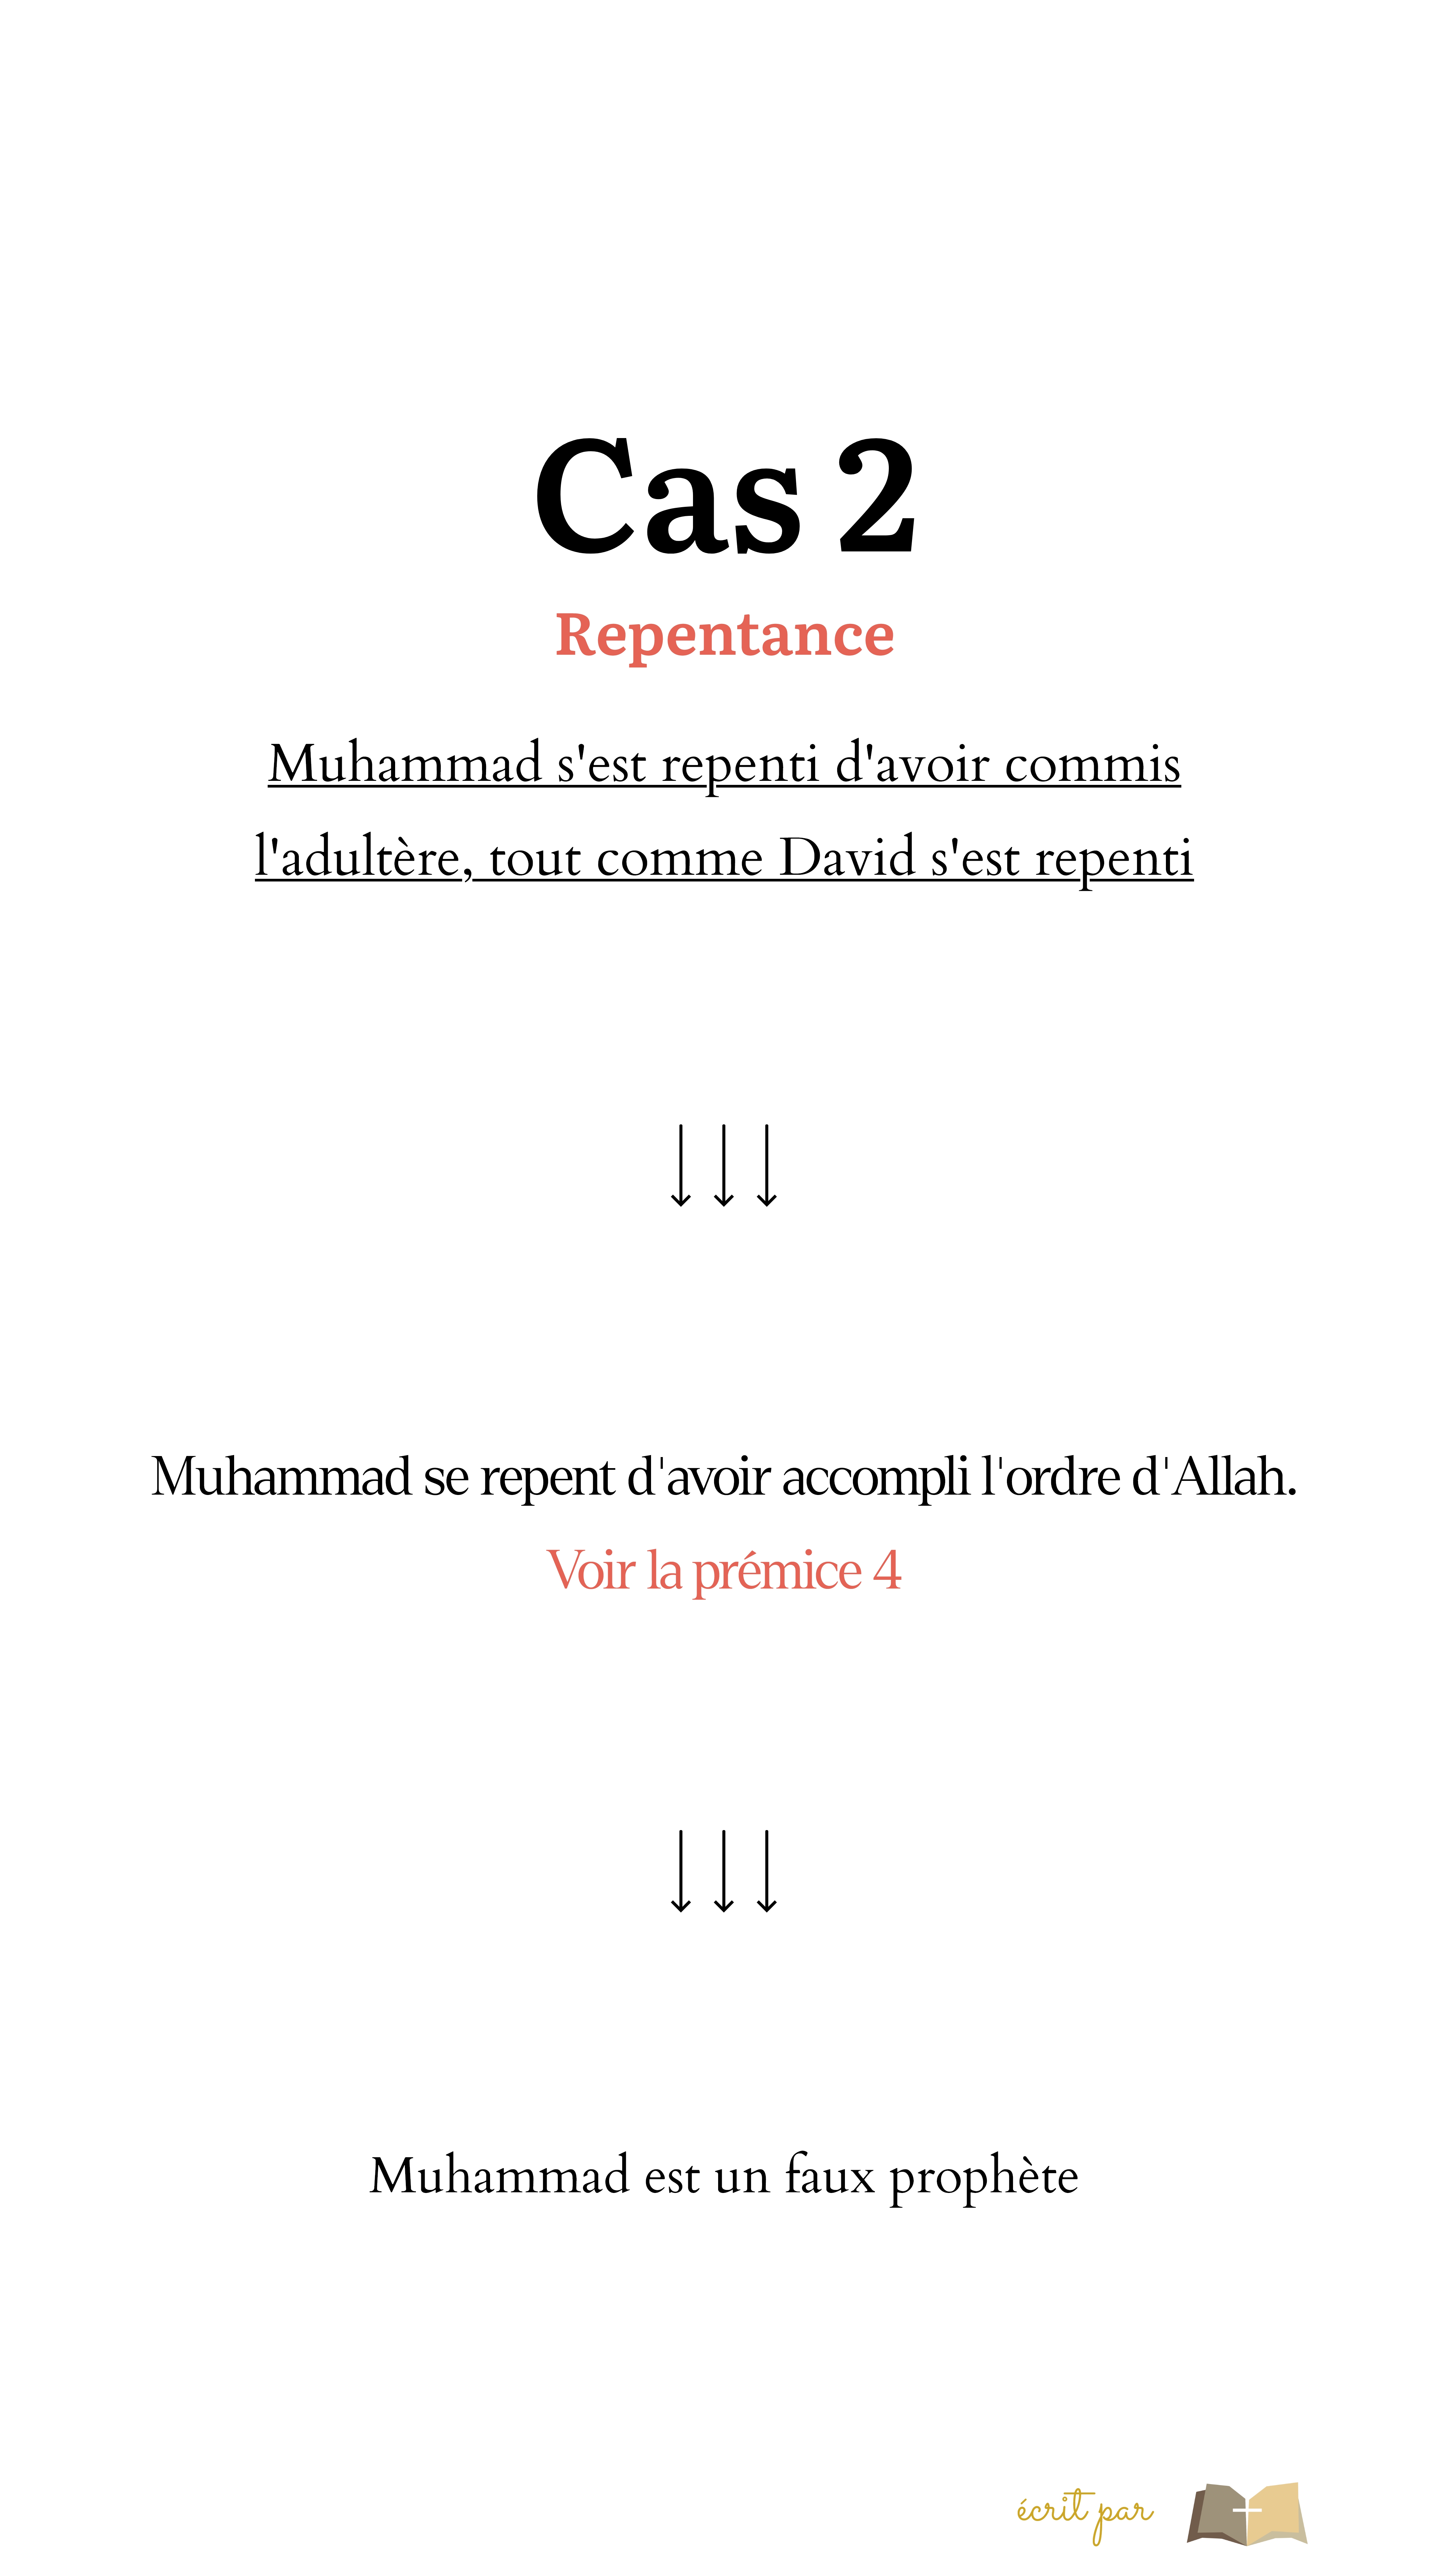 Cas 2
Repentance
Muhammad s'est repenti d'avoir commis
l'adultère, tout comme David s'est repenti
Muhammad se repent d'avoir accompli l'ordre d'Allah.
Voir la prémice 4
Muhammad est un faux prophète
écrit par